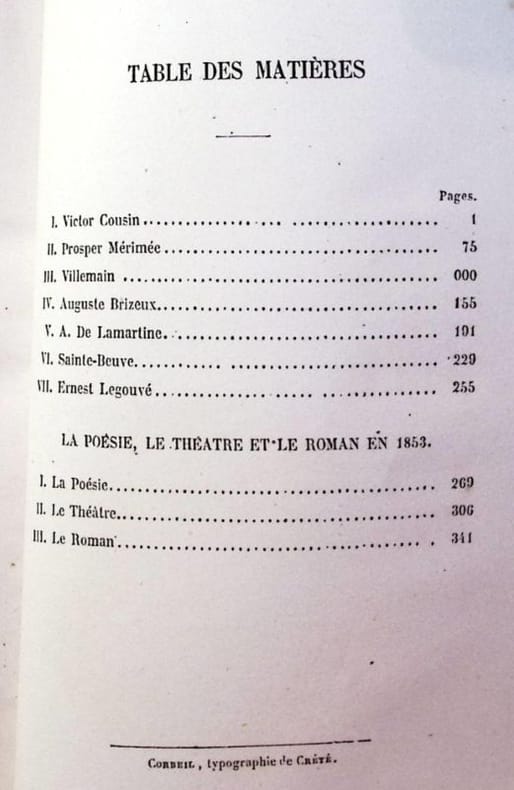 TABLE DES MATIÈRES
Pages.
I. Victor Cousin ........................................ 1
II. Prosper Mérimée ........................................ 75
III. Villemain ........................................ 000
IV. Auguste Brizeux ........................................ 155
V. A. De Lamartine ........................................ 191
VI. Sainte-Beuve ........................................ 229
VII. Ernest Legouvé ........................................ 255
LA POÉSIE, LE THÉATRE ET LE ROMAN EN 1853.
I. La Poésie ........................................ 269
II. Le Théâtre ........................................ 306
III. Le Roman ........................................ 341
CORBEIL, typographie de CRÉTÉ.